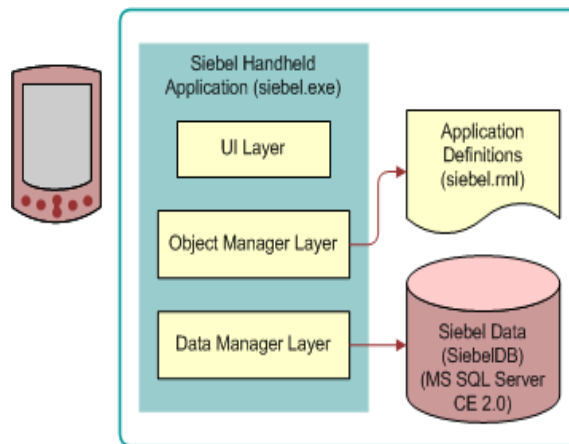 Siebel Handheld
Application (siebel.exe)
UI Layer
Object Manager Layer
Data Manager Layer
Application
Definitions
(siebel.rml)
Siebel Data
(SiebelDB)
(MS SQL Server
CE 2.0)